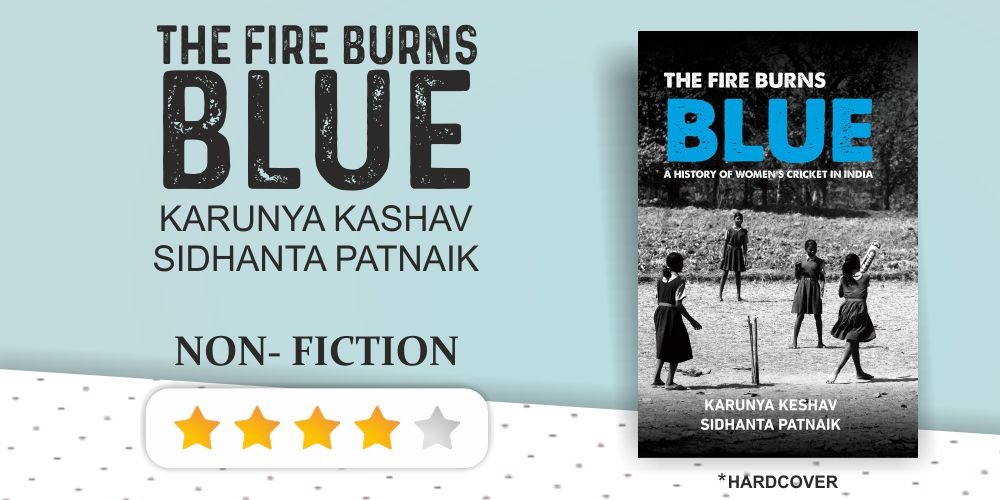 THE FIRE BURNS
BLUE
KARUNYA KASHAV
SIDHANTA PATNAIK
NON- FICTION
THE FIRE BURNS
BLUE
A HISTORY OF WOMEN'S CRICKET IN INDIA
KARUNYA KESHAV
SIDHANTA PATNAIK
*HARDCOVER